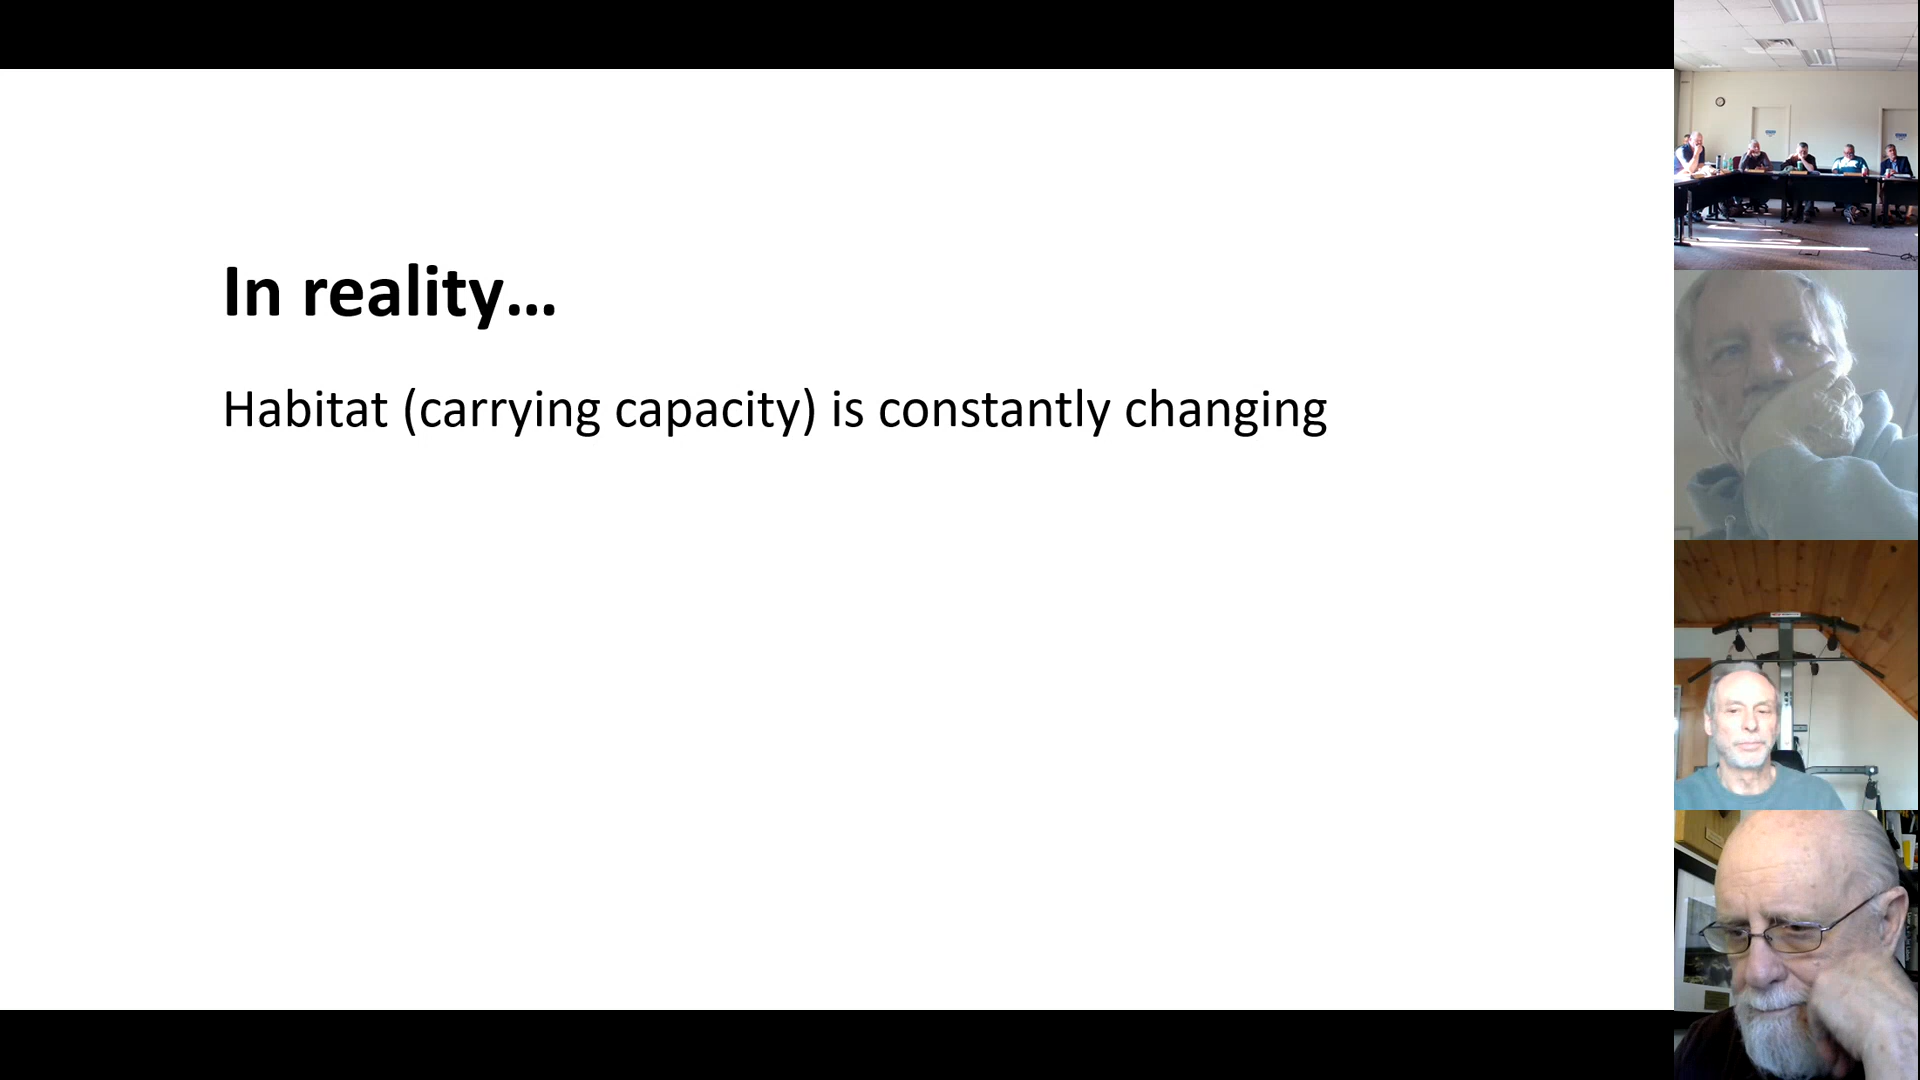 In reality...
Habitat (carrying capacity) is constantly changing